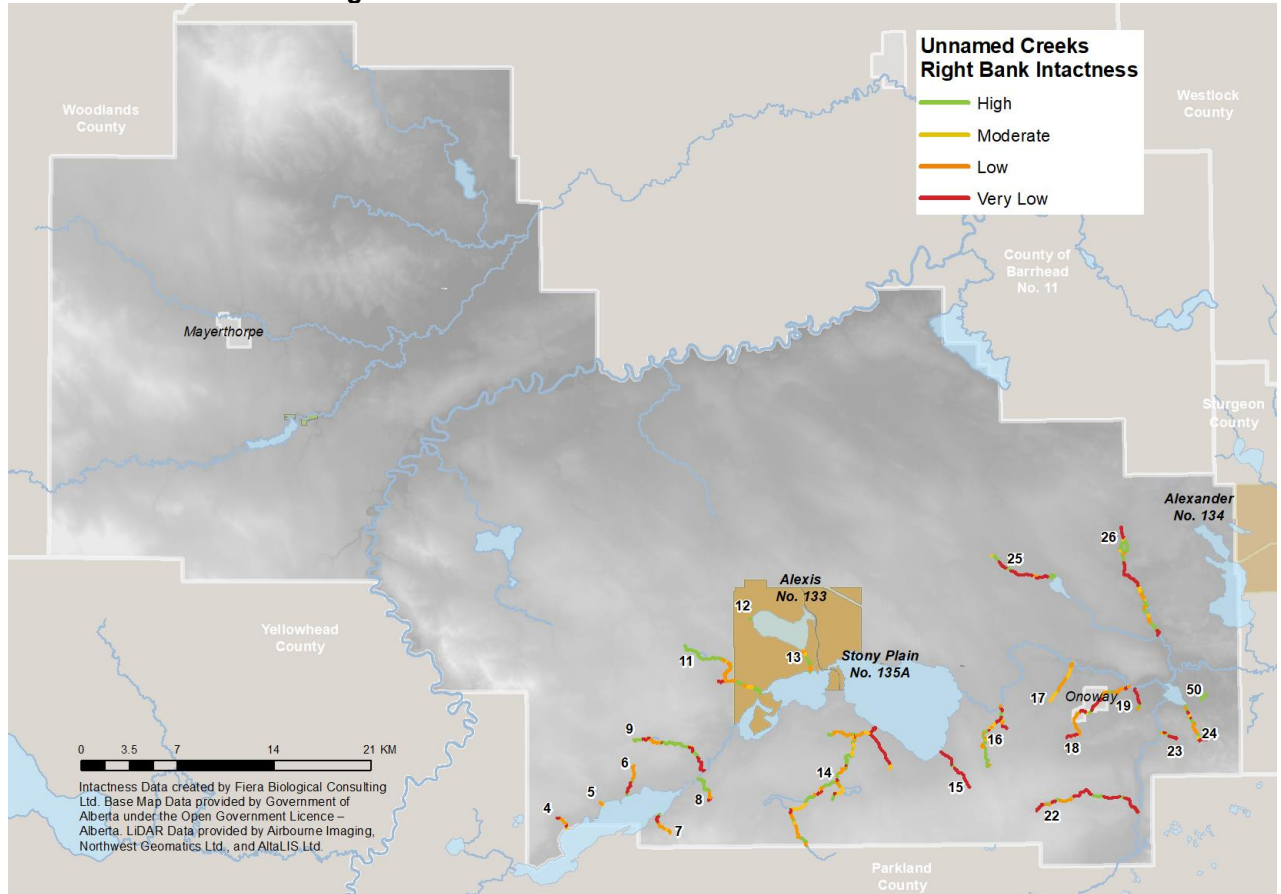 Unnamed Creeks
Right Bank Intactness
High
Moderate
Low
Very Low
Woodlands
County
Westlock
County
County of
Barrhead
No. 11
Mayerthorpe
Sturgeon
County
Alexander
No. 134
26
25
Alexis
No. 133
12
Yellowhead
County
11
13
Stony Plain
No. 135A
17
Onoway
19
50
9
16
18
23
24
6
14
15
5
8
4
7
22
0 3.5 7 14 21 KM
Intactness Data created by Fiera Biological Consulting
Ltd. Base Map Data provided by Government of
Alberta under the Open Government Licence –
Alberta. LiDAR Data provided by Airbourne Imaging,
Northwest Geomatics Ltd., and AltaLIS Ltd.
Parkland
County